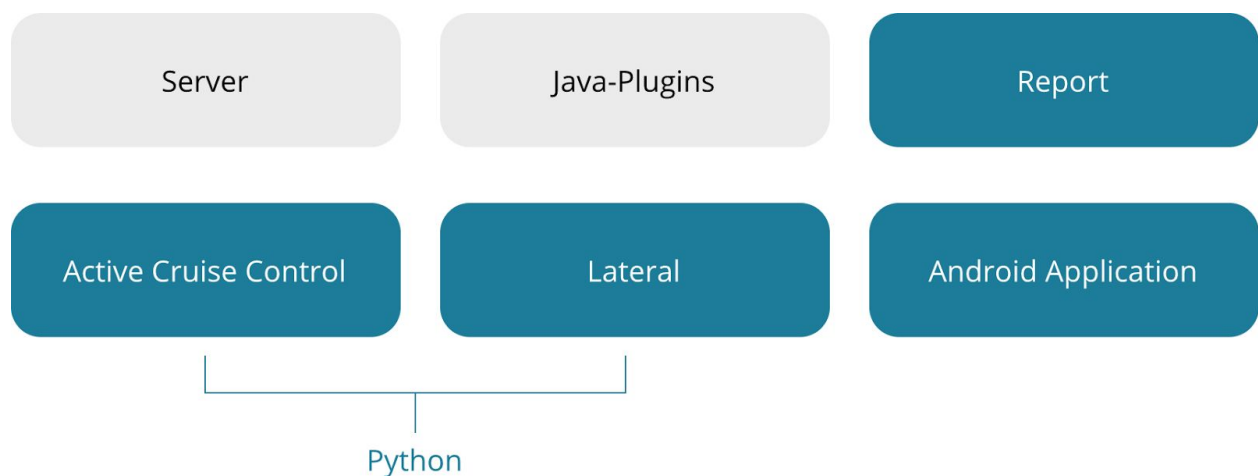 Server
Java-Plugins
Report
Active Cruise Control
Lateral
Android Application
Python